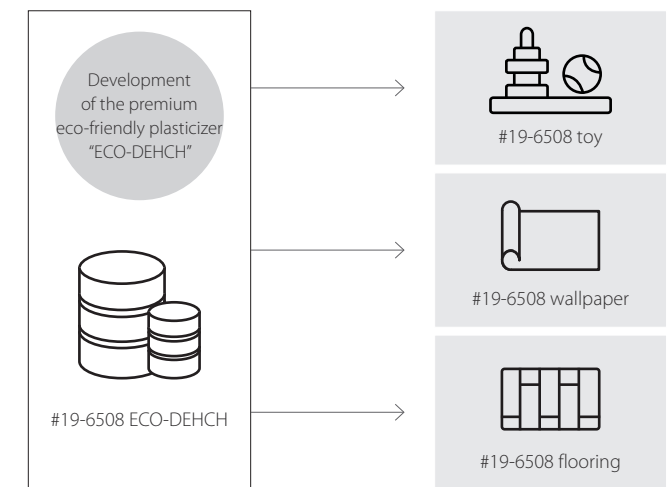 Development
of the premium
eco-friendly plasticizer
“ECO-DEHCH”
#19-6508 ECO-DEHCH
#19-6508 toy
#19-6508 wallpaper
#19-6508 flooring